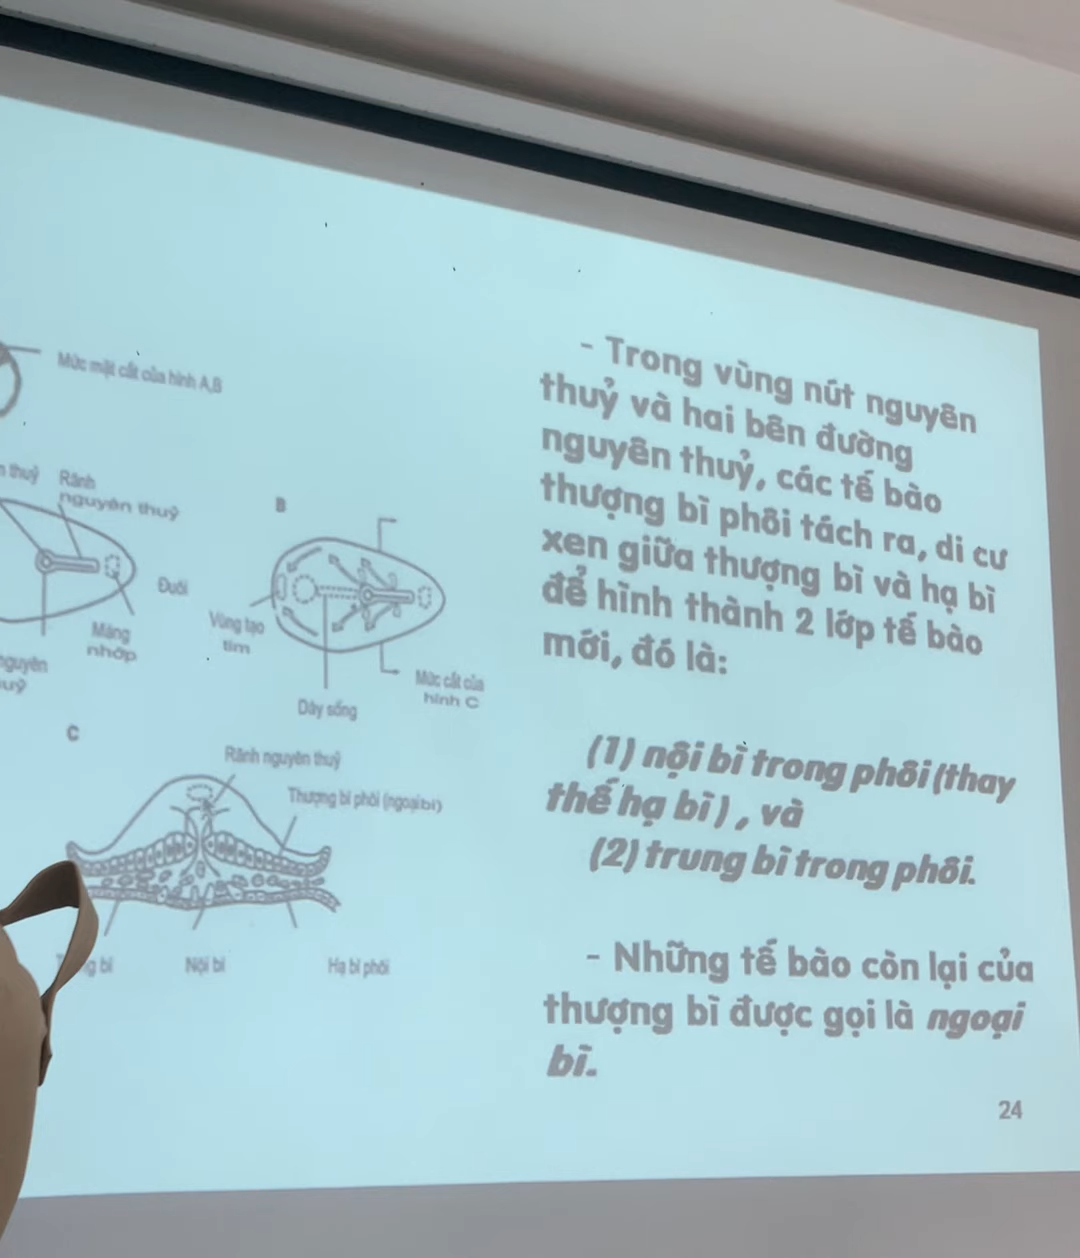 Mức mặt cắt của hình A,B
thuỷ Rãnh
nguyên thuỷ
B
Đuôi
Màng
nhớp
nguyên
Vùng tạo
tim
Mức cắt của
hình C
Dây sống
C
Rãnh nguyên thuỷ
Thượng bì phôi (ngoại bì)
bì
Nội bì
Hạ bì phôi
- Trong vùng nút nguyên
thuỷ và hai bên đường
nguyên thuỷ, các tế bào
thượng bì phôi tách ra, di cư
xen giữa thượng bì và hạ bì
để hình thành 2 lớp tế bào
mới, đó là:
(1) nội bì trong phôi (thay
thế hạ bì ) , và
(2) trung bì trong phôi.
- Những tế bào còn lại của
thượng bì được gọi là ngoại
bì.
24